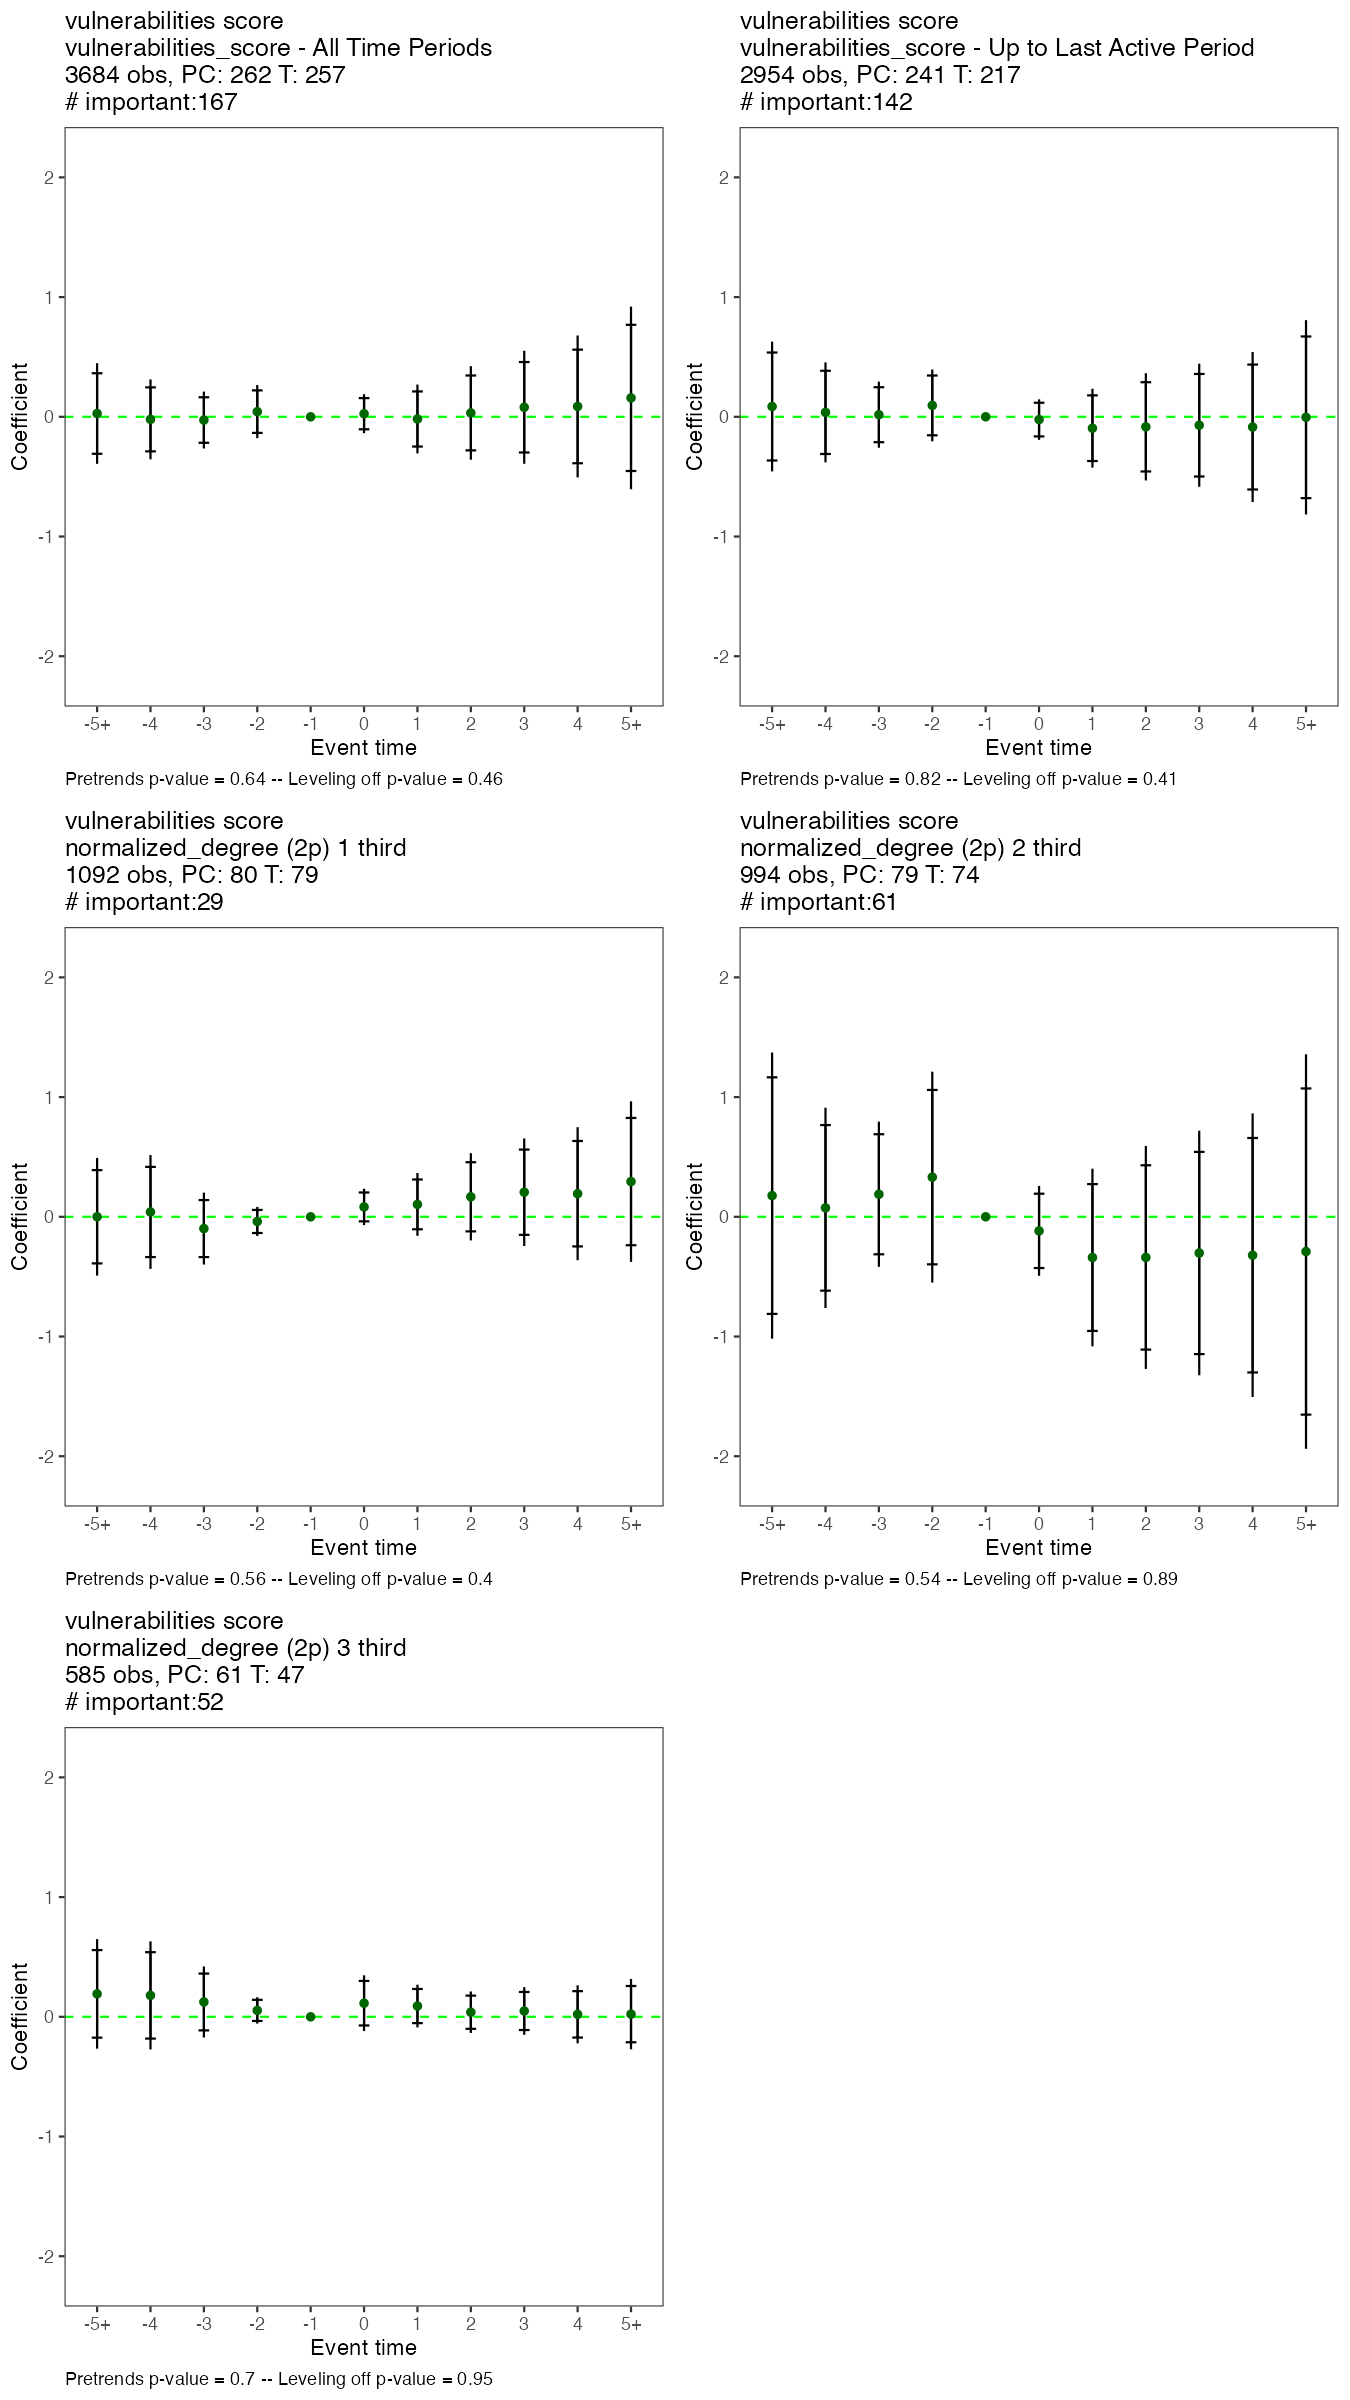 vulnerabilities score
vulnerabilities_score - All Time Periods
3684 obs, PC: 262 T: 257
# important:167
2
1
0
-1
-2
Coefficient
-5+ -4 -3 -2 -1 0 1 2 3 4 5+
Event time
Pretrends p-value = 0.64 -- Leveling off p-value = 0.46
vulnerabilities score
vulnerabilities_score - Up to Last Active Period
2954 obs, PC: 241 T: 217
# important:142
2
1
0
-1
-2
Coefficient
-5+ -4 -3 -2 -1 0 1 2 3 4 5+
Event time
Pretrends p-value = 0.82 -- Leveling off p-value = 0.41
vulnerabilities score
normalized_degree (2p) 1 third
1092 obs, PC: 80 T: 79
# important:29
2
1
0
-1
-2
Coefficient
-5+ -4 -3 -2 -1 0 1 2 3 4 5+
Event time
Pretrends p-value = 0.56 -- Leveling off p-value = 0.4
vulnerabilities score
normalized_degree (2p) 2 third
994 obs, PC: 79 T: 74
# important:61
2
1
0
-1
-2
Coefficient
-5+ -4 -3 -2 -1 0 1 2 3 4 5+
Event time
Pretrends p-value = 0.54 -- Leveling off p-value = 0.89
vulnerabilities score
normalized_degree (2p) 3 third
585 obs, PC: 61 T: 47
# important:52
2
1
0
-1
-2
Coefficient
-5+ -4 -3 -2 -1 0 1 2 3 4 5+
Event time
Pretrends p-value = 0.7 -- Leveling off p-value = 0.95